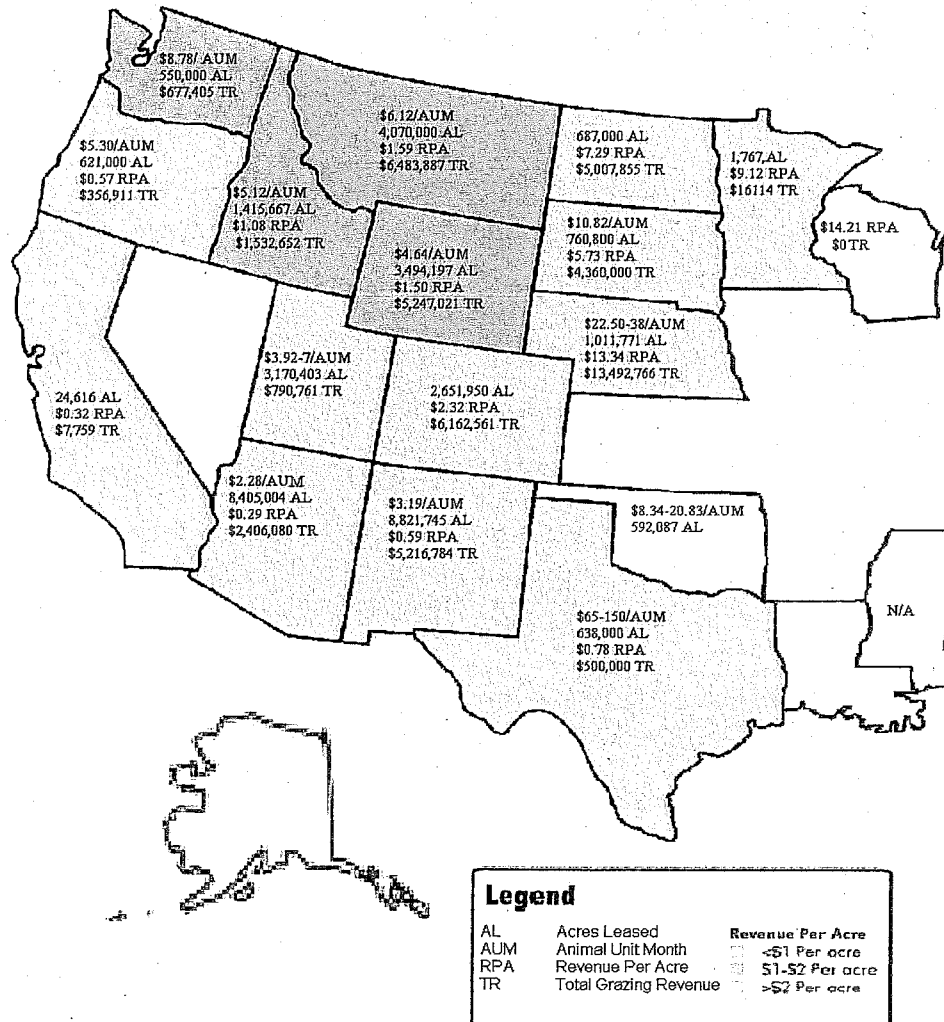 $8.78/ AUM
550,000 AL
$677,405 TR
$6.12/AUM
4,070,000 AL
$1.59 RPA
$6,483,887 TR
687,000 AL
$7.29 RPA
$5,007,855 TR
1,767,AL
$9.12 RPA
$16114 TR
$5.30/AUM
621,000 AL
$0.57 RPA
$356,911 TR
$5.12/AUM
1,415,667 AL
$1.08 RPA
$1,532,652 TR
$10.82/AUM
760,800 AL
$5.73 RPA
$4,360,000 TR
$14.21 RPA
$0 TR
$4.64/AUM
3,494,197 AL
$1.50 RPA
$5,247,021 TR
$22.50-38/AUM
1,011,771 AL
$13.34 RPA
$13,492,766 TR
$3.92-7/AUM
3,170,403 AL
$790,761 TR
2,651,950 AL
$2.32 RPA
$6,162,561 TR
24,616 AL
$0.32 RPA
$7,759 TR
$2.28/AUM
8,405,004 AL
$0.29 RPA
$2,406,080 TR
$3.19/AUM
8,821,745 AL
$0.59 RPA
$5,216,784 TR
$8.34-20.83/AUM
592,087 AL
N/A
$65-150/AUM
638,000 AL
$0.78 RPA
$500,000 TR
Legend
AL Acres Leased
AUM Animal Unit Month
RPA Revenue Per Acre
TR Total Grazing Revenue
Revenue Per Acre
<$1 Per acre
$1-$2 Per acre
>$2 Per acre